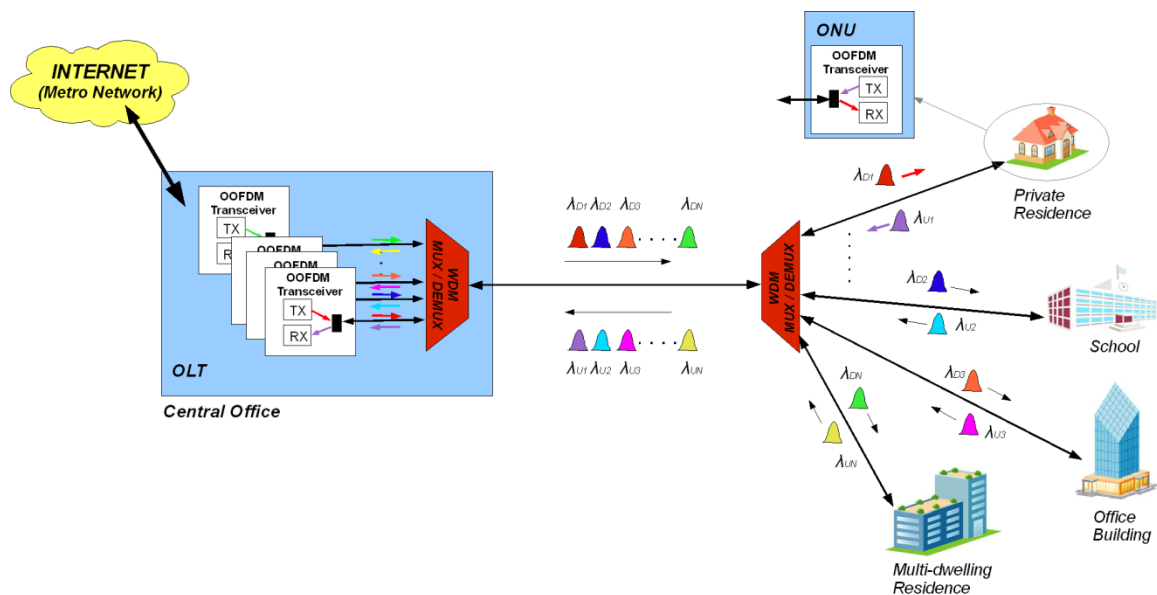 INTERNET
(Metro Network)
OLT
Central Office
OOFDM
Transceiver
TX
R
OOFDM
OOFDM
Transceiver
TX
RX
WDM
MUX / DEMUX
λD1 λD2 λD3 λDN
λU1 λU2 λU3 λUN
WDM
MUX / DEMUX
ONU
OOFDM
Transceiver
TX
RX
λD1
λU1
Private
Residence
λD2
λU2
School
λD3
λU3
Office
Building
λDN
λUN
Multi-dwelling
Residence